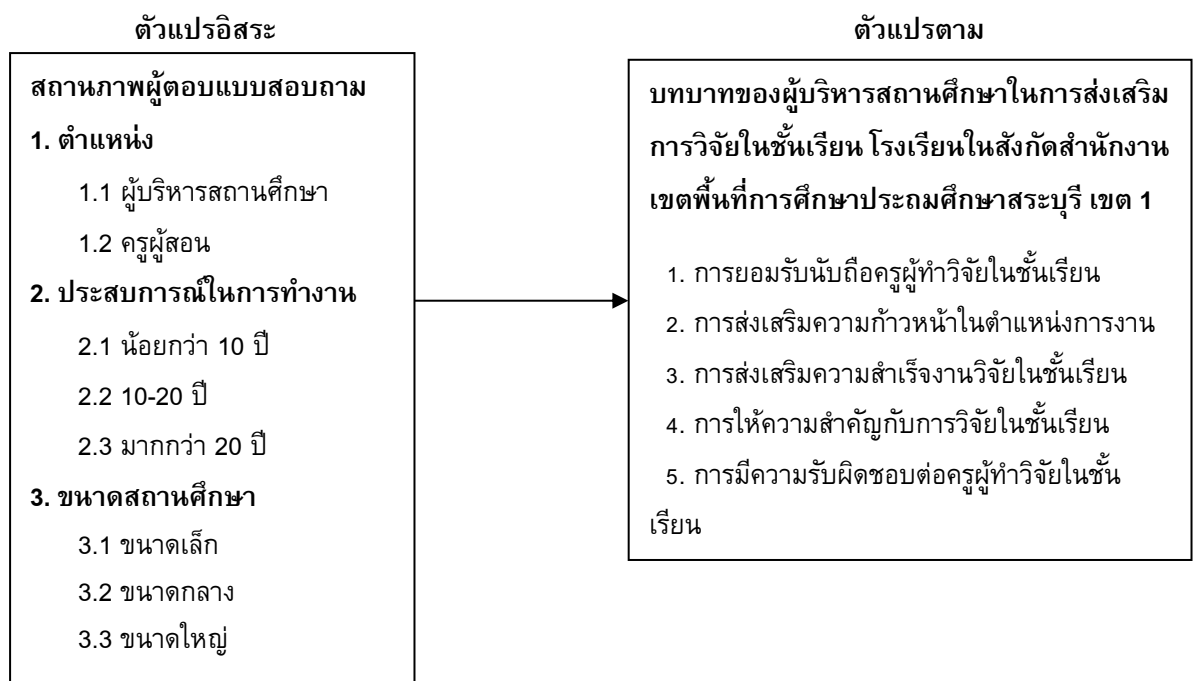 ตัวแปรอิสระ
สถานภาพผู้ตอบแบบสอบถาม
1. ตำแหน่ง
1.1 ผู้บริหารสถานศึกษา
1.2 ครูผู้สอน
2. ประสบการณ์ในการทำงาน
2.1 น้อยกว่า 10 ปี
2.2 10-20 ปี
2.3 มากกว่า 20 ปี
3. ขนาดสถานศึกษา
3.1 ขนาดเล็ก
3.2 ขนาดกลาง
3.3 ขนาดใหญ่
ตัวแปรตาม
บทบาทของผู้บริหารสถานศึกษาในการส่งเสริม
การวิจัยในชั้นเรียน โรงเรียนในสังกัดสำนักงาน
เขตพื้นที่การศึกษาประถมศึกษาสระบุรี เขต 1
1. การยอมรับนับถือครูผู้ทำวิจัยในชั้นเรียน
2. การส่งเสริมความก้าวหน้าในตำแหน่งการงาน
3. การส่งเสริมความสำเร็จงานวิจัยในชั้นเรียน
4. การให้ความสำคัญกับการวิจัยในชั้นเรียน
5. การมีความรับผิดชอบต่อครูผู้ทำวิจัยในชั้น
เรียน